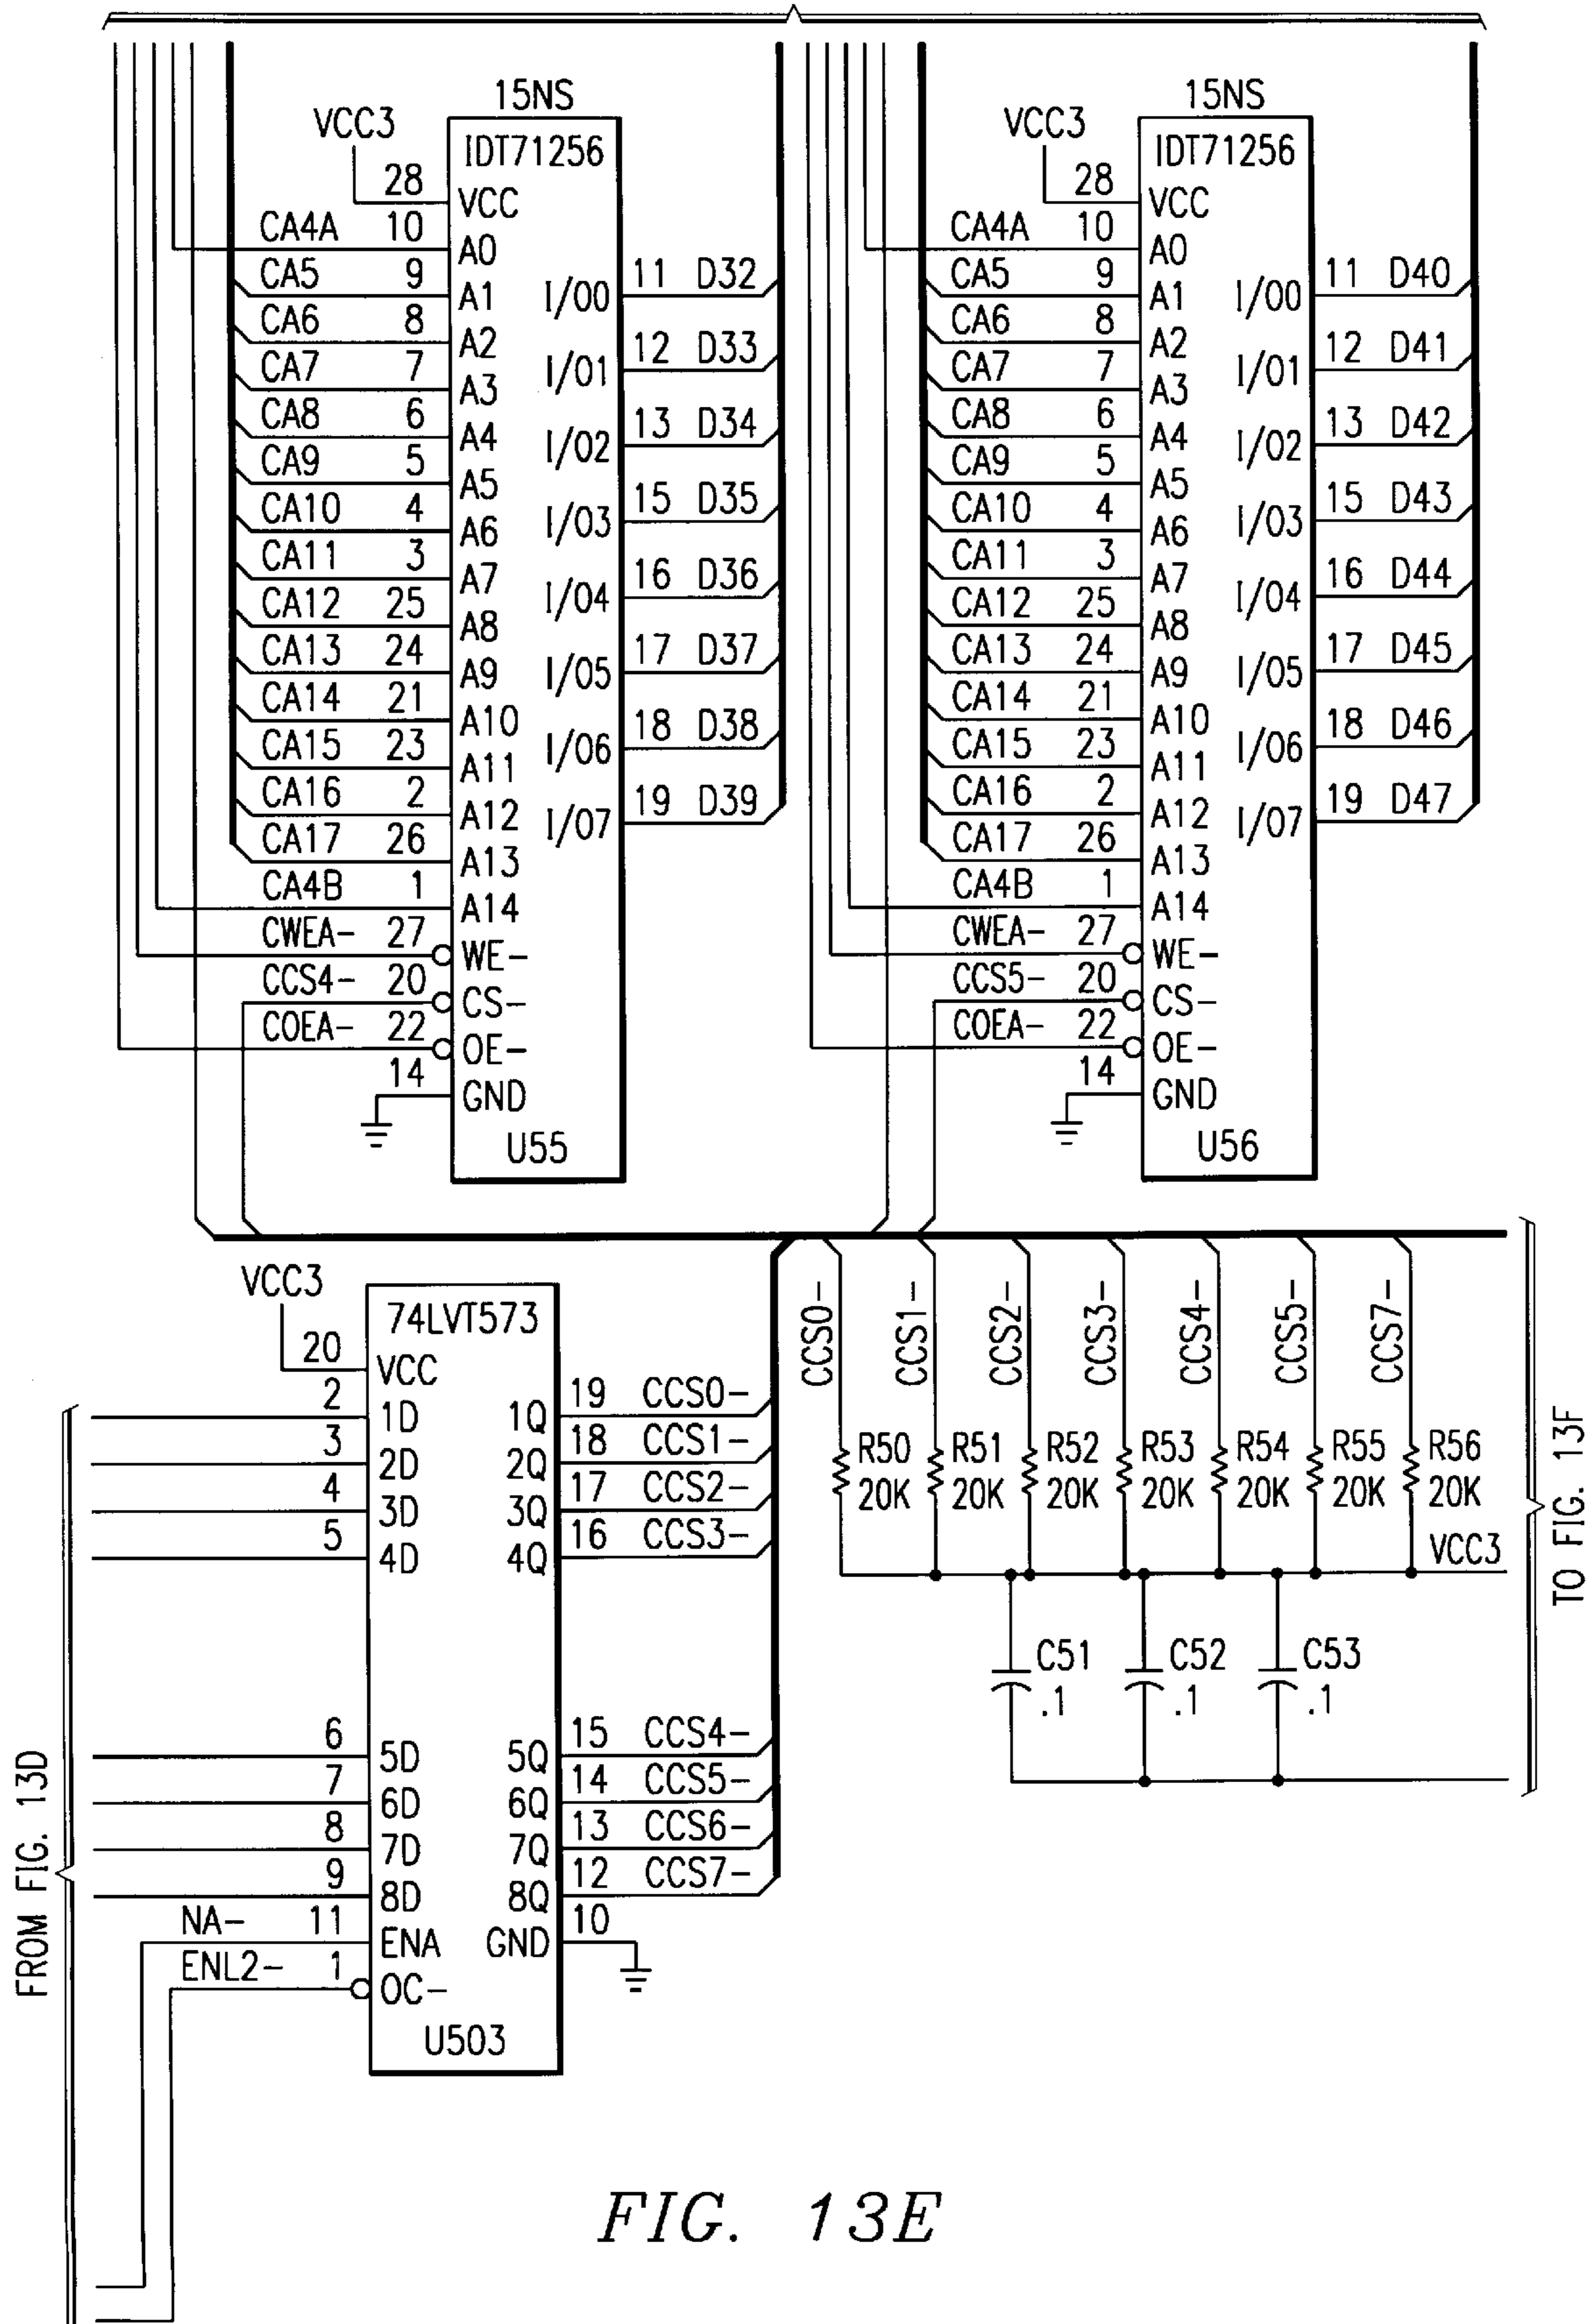 15NS
VCC3
IDT71256
28 VCC
CA4A 10 A0
CA5 9 A1 I/00 11 D32
CA6 8 A2
CA7 7 A3 I/01 12 D33
CA8 6 A4 I/02 13 D34
CA9 5 A5
CA10 4 A6 I/03 15 D35
CA11 3 A7
CA12 25 A8 I/04 16 D36
CA13 24 A9 I/05 17 D37
CA14 21 A10
CA15 23 A11 I/06 18 D38
CA16 2 A12 I/07 19 D39
CA17 26 A13
CA4B 1 A14
CWEA- 27 WE-
CCS4- 20 CS-
COEA- 22 OE-
14 GND
U55
15NS
VCC3
IDT71256
28 VCC
CA4A 10 A0
CA5 9 A1 I/00 11 D40
CA6 8 A2
CA7 7 A3 I/01 12 D41
CA8 6 A4 I/02 13 D42
CA9 5 A5
CA10 4 A6 I/03 15 D43
CA11 3 A7
CA12 25 A8 I/04 16 D44
CA13 24 A9 I/05 17 D45
CA14 21 A10
CA15 23 A11 I/06 18 D46
CA16 2 A12 I/07 19 D47
CA17 26 A13
CA4B 1 A14
CWEA- 27 WE-
CCS5- 20 CS-
COEA- 22 OE-
14 GND
U56
VCC3
74LVT573
20 VCC
2 1D 1Q 19 CCS0-
3 2D 2Q 18 CCS1-
4 3D 3Q 17 CCS2-
5 4D 4Q 16 CCS3-
6 5D 5Q 15 CCS4-
7 6D 6Q 14 CCS5-
8 7D 7Q 13 CCS6-
9 8D 8Q 12 CCS7-
NA- 11 ENA GND 10
ENL2- 1 OC-
U503
CCS0- CCS1- CCS2- CCS3- CCS4- CCS5- CCS7-
R50 R51 R52 R53 R54 R55 R56
20K 20K 20K 20K 20K 20K 20K
VCC3
C51 C52 C53
.1 .1 .1
TO FIG. 13F
FROM FIG. 13D
FIG. 13E